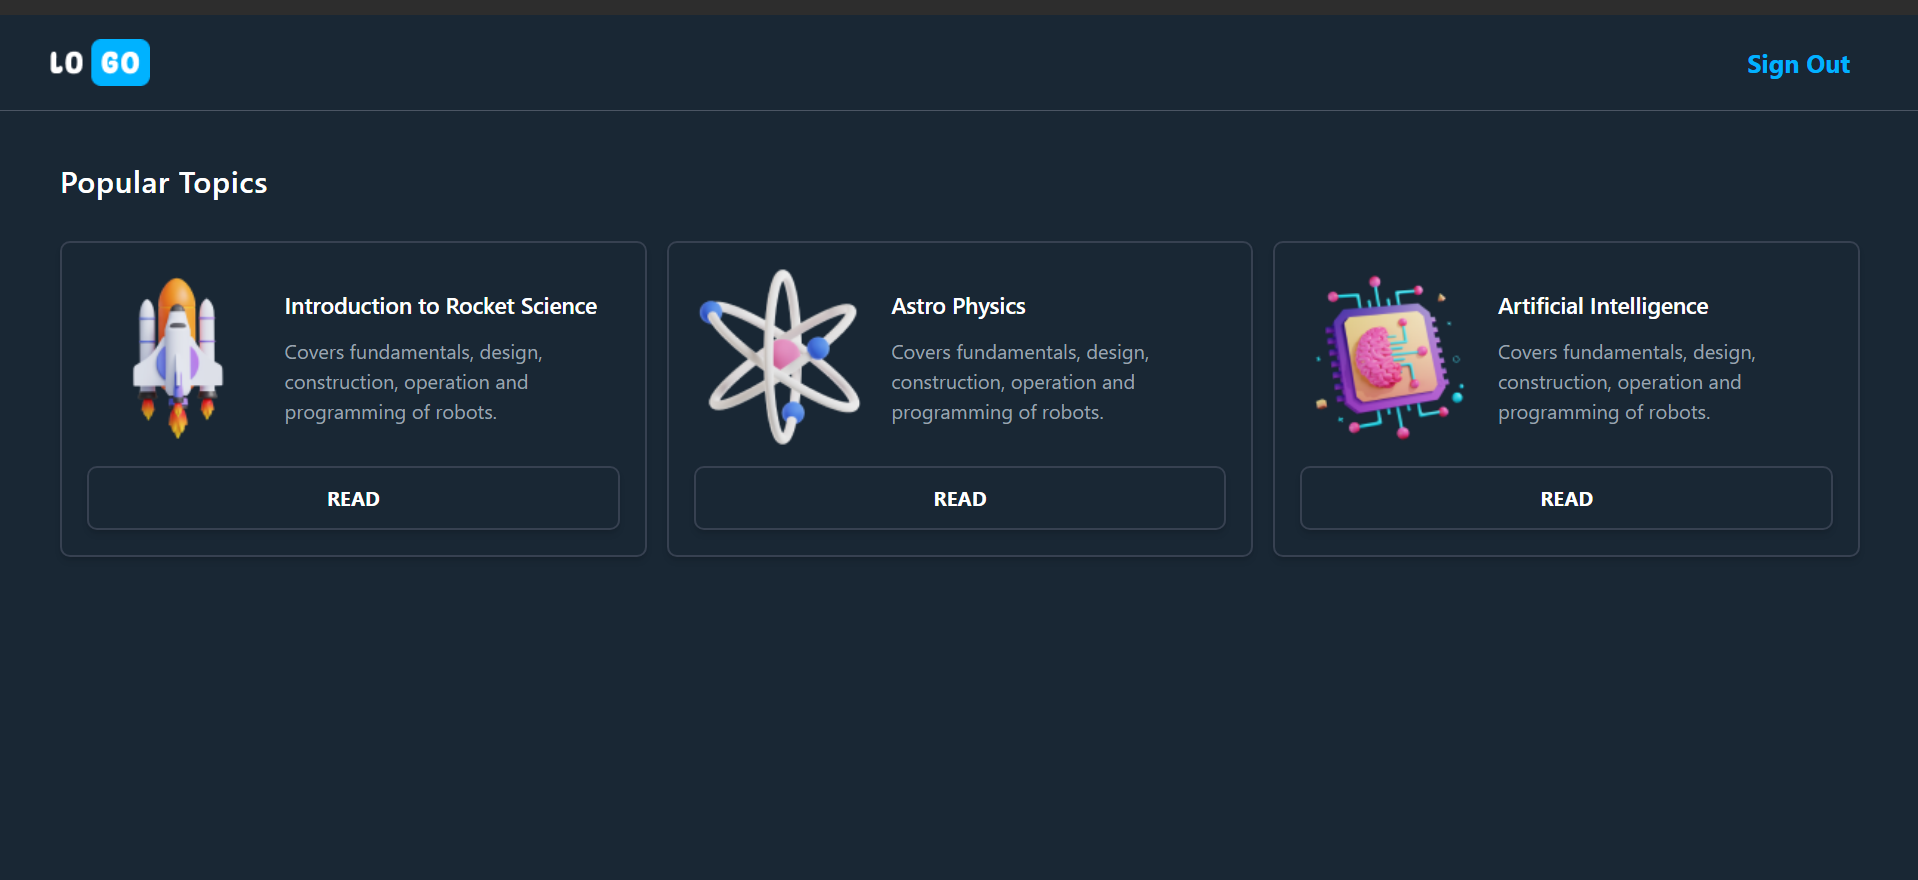 LO GO
Sign Out
Popular Topics
Introduction to Rocket Science
Covers fundamentals, design,
construction, operation and
programming of robots.
READ
Astro Physics
Covers fundamentals, design,
construction, operation and
programming of robots.
READ
Artificial Intelligence
Covers fundamentals, design,
construction, operation and
programming of robots.
READ